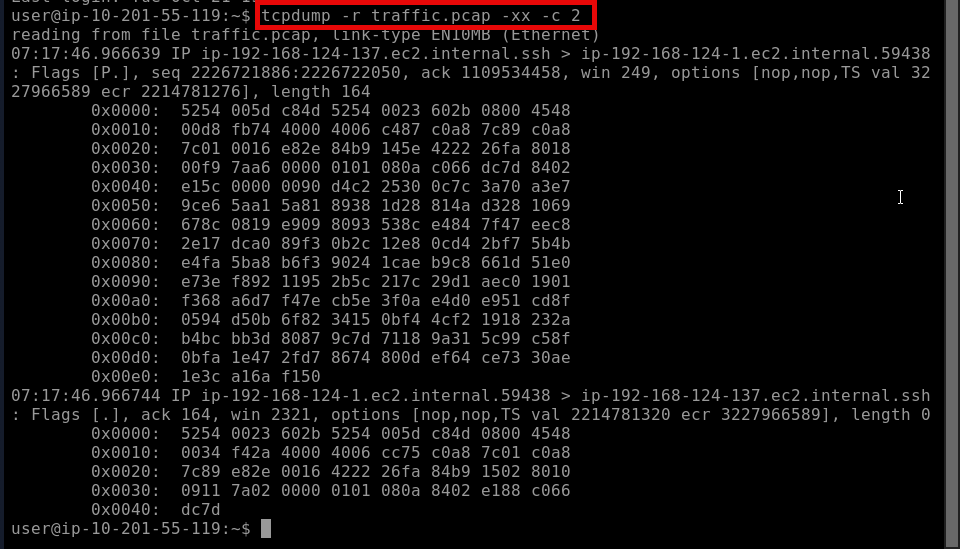 user@ip-10-201-55-119:~$ tcpdump -r traffic.pcap -xx -c 2
reading from file traffic.pcap, link-type EN10MB (Ethernet)
07:17:46.966639 IP ip-192-168-124-137.ec2.internal.ssh > ip-192-168-124-1.ec2.internal.59438
: Flags [P.], seq 2226721886:2226722050, ack 1109534458, win 249, options [nop,nop,TS val 32
27966589 ecr 2214781276], length 164
0x0000:  5254 005d c84d 5254 0023 602b 0800 4548
0x0010:  00d8 fb74 4000 4006 c487 c0a8 7c89 c0a8
0x0020:  7c01 0016 e82e 84b9 145e 4222 26fa 8018
0x0030:  00f9 7aa6 0000 0101 080a c066 dc7d 8402
0x0040:  e15c 0000 0090 d4c2 2530 0c7c 3a70 a3e7
0x0050:  9ce6 5aa1 5a81 8938 1d28 814a d328 1069
0x0060:  678c 0819 e909 8093 538c e484 7f47 eec8
0x0070:  2e17 dca0 89f3 0b2c 12e8 0cd4 2bf7 5b4b
0x0080:  e4fa 5ba8 b6f3 9024 1cae b9c8 661d 51e0
0x0090:  e73e f892 1195 2b5c 217c 29d1 aec0 1901
0x00a0:  f368 a6d7 f47e cb5e 3f0a e4d0 e951 cd8f
0x00b0:  0594 d50b 6f82 3415 0bf4 4cf2 1918 232a
0x00c0:  b4bc bb3d 8087 9c7d 7118 9a31 5c99 c58f
0x00d0:  0bfa 1e47 2fd7 8674 800d ef64 ce73 30ae
0x00e0:  1e3c a16a f150
07:17:46.966744 IP ip-192-168-124-1.ec2.internal.59438 > ip-192-168-124-137.ec2.internal.ssh
: Flags [.], ack 164, win 2321, options [nop,nop,TS val 2214781320 ecr 3227966589], length 0
0x0000:  5254 0023 602b 5254 005d c84d 0800 4548
0x0010:  0034 f42a 4000 4006 cc75 c0a8 7c01 c0a8
0x0020:  7c89 e82e 0016 4222 26fa 84b9 1502 8010
0x0030:  0911 7a02 0000 0101 080a 8402 e188 c066
0x0040:  dc7d
user@ip-10-201-55-119:~$